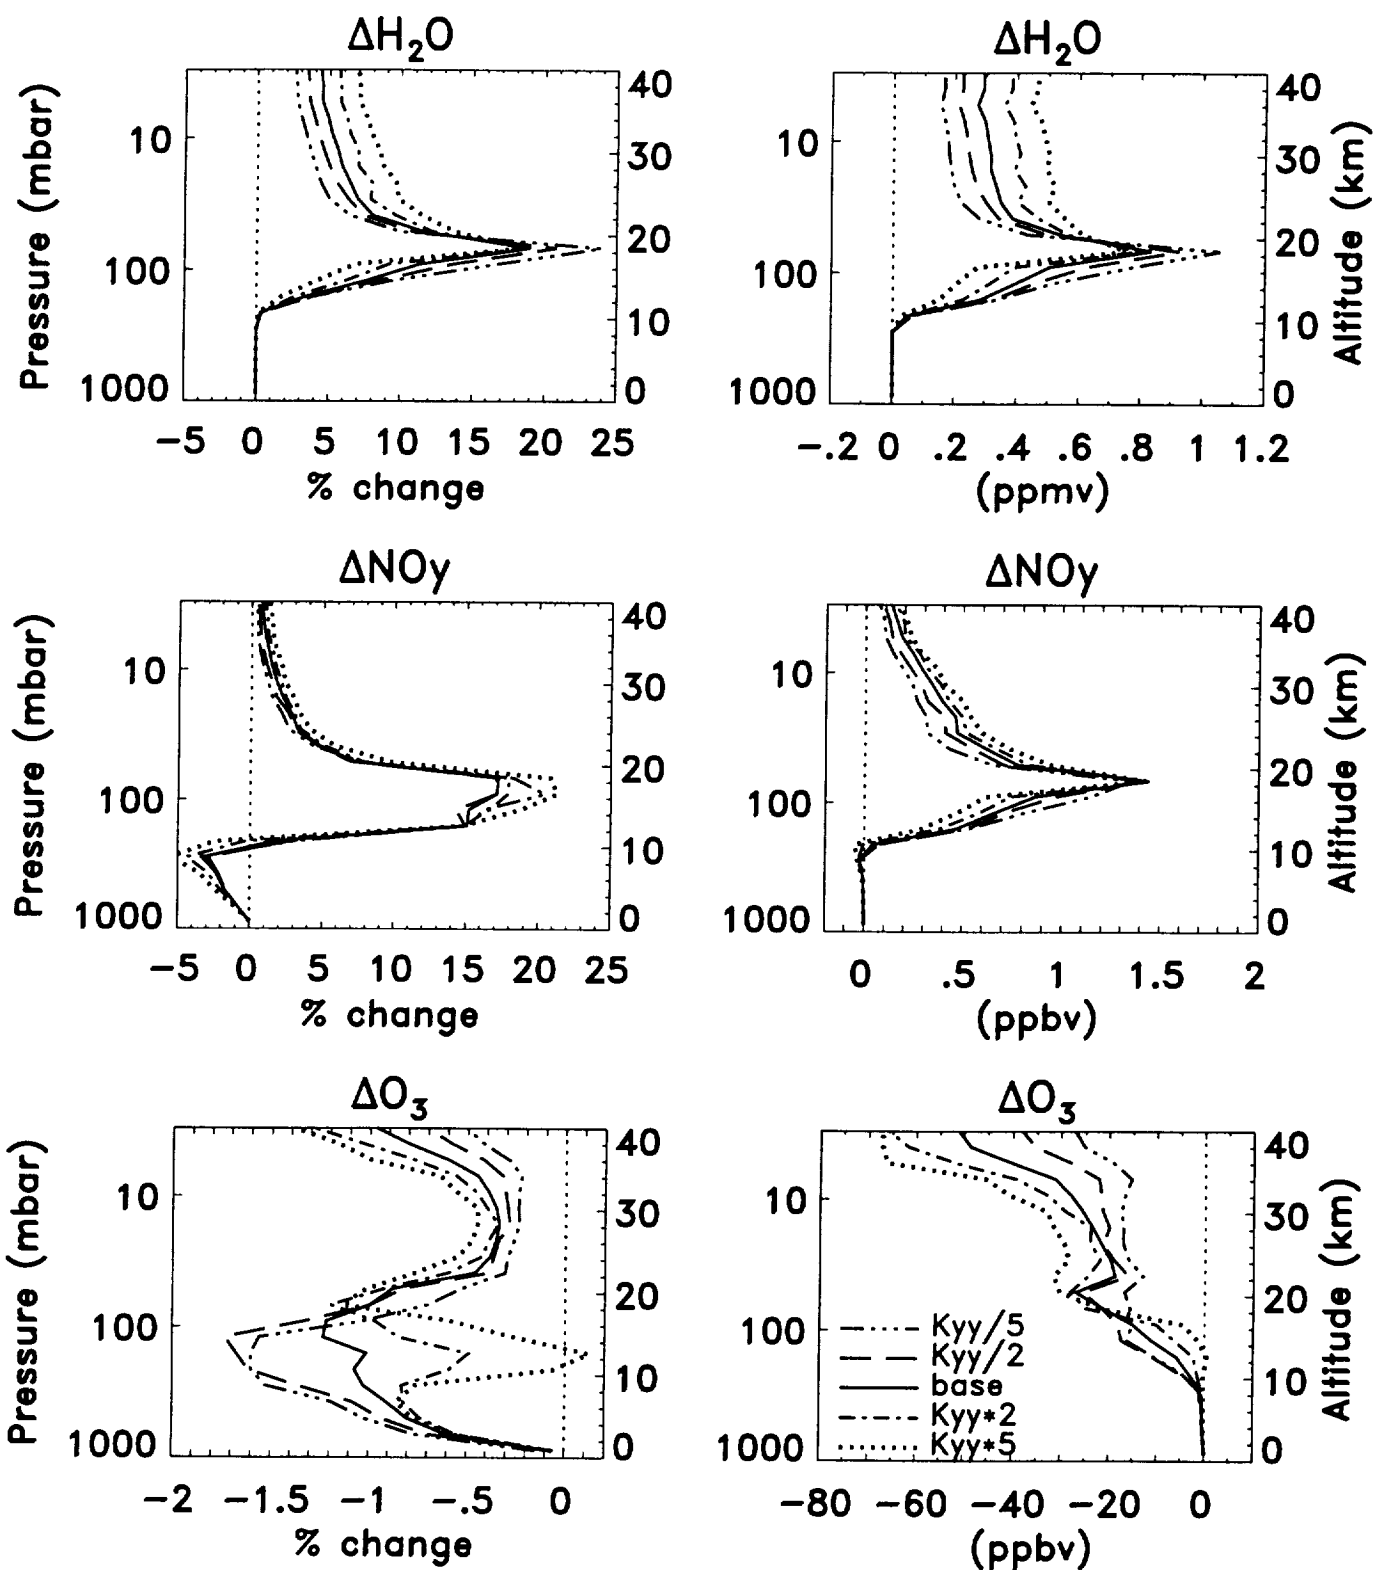 ΔH₂O
Pressure (mbar)
10
100
1000
40
30
20
10
0
-5 0 5 10 15 20 25
% change
ΔH₂O
10
100
1000
40
30
20
10
0
Altitude (km)
-.2 0 .2 .4 .6 .8 1 1.2
(ppmv)
ΔNOy
Pressure (mbar)
10
100
1000
40
30
20
10
0
-5 0 5 10 15 20 25
% change
ΔNOy
10
100
1000
40
30
20
10
0
Altitude (km)
0 .5 1 1.5 2
(ppbv)
ΔO₃
Pressure (mbar)
10
100
1000
40
30
20
10
0
-2 -1.5 -1 -.5 0
% change
ΔO₃
10
100
1000
Kyy/5
Kyy/2
base
Kyy*2
Kyy*5
40
30
20
10
0
Altitude (km)
-80 -60 -40 -20 0
(ppbv)